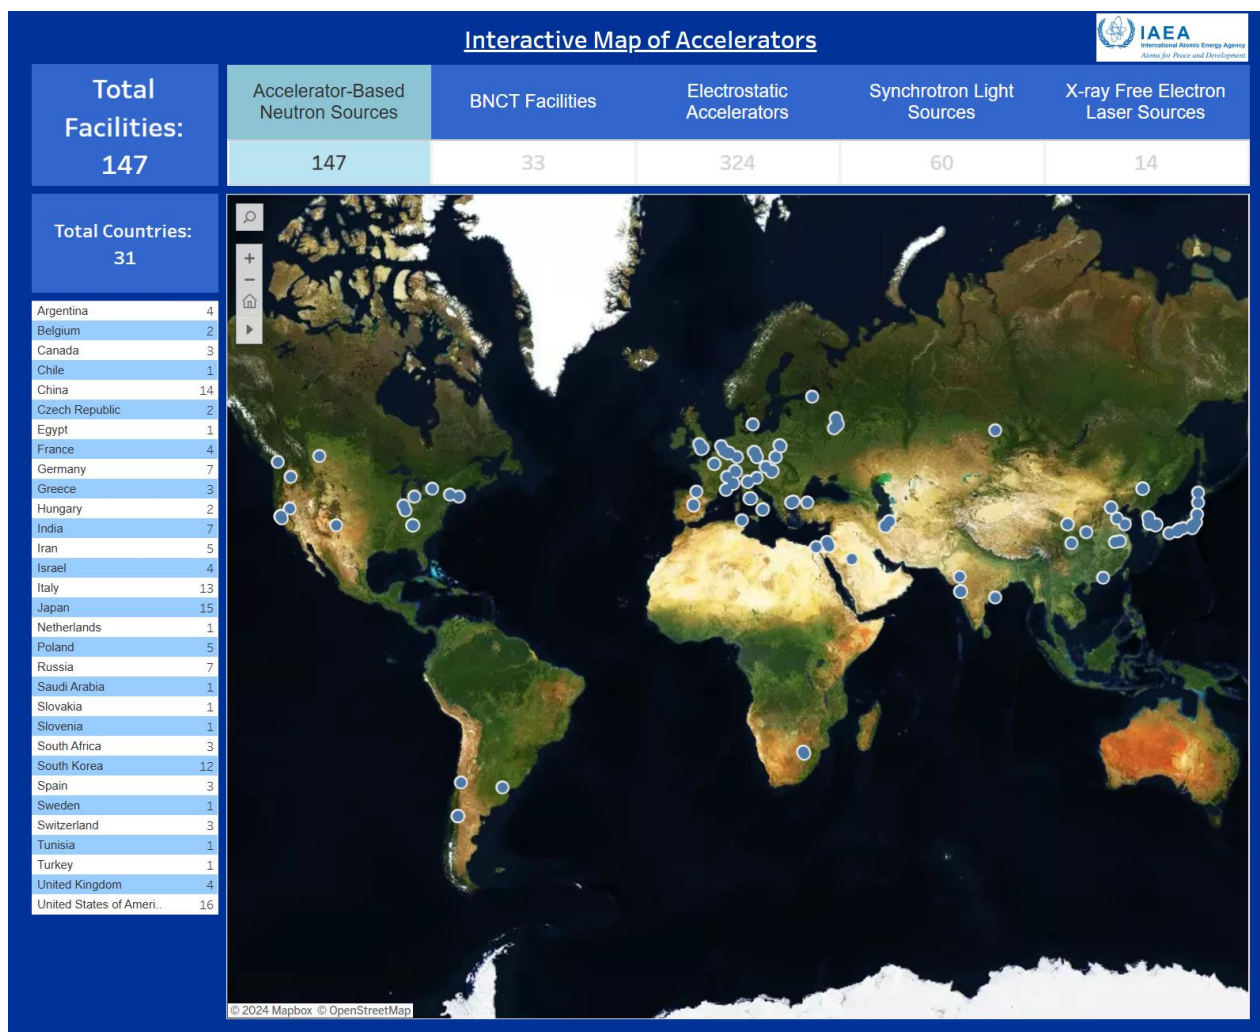 Interactive Map of Accelerators
IAEA
International Atomic Energy Agency
Atoms for Peace and Development
Total
Facilities:
147
Accelerator-Based
Neutron Sources
147
BNCT Facilities
33
Electrostatic
Accelerators
324
Synchrotron Light
Sources
60
X-ray Free Electron
Laser Sources
14
Total Countries:
31
Argentina 4
Belgium 2
Canada 3
Chile 1
China 14
Czech Republic 2
Egypt 1
France 4
Germany 7
Greece 3
Hungary 2
India 7
Iran 5
Israel 4
Italy 13
Japan 15
Netherlands 1
Poland 5
Russia 7
Saudi Arabia 1
Slovakia 1
Slovenia 1
South Africa 3
South Korea 12
Spain 3
Sweden 1
Switzerland 3
Tunisia 1
Turkey 1
United Kingdom 4
United States of Ameri.. 16
© 2024 Mapbox © OpenStreetMap